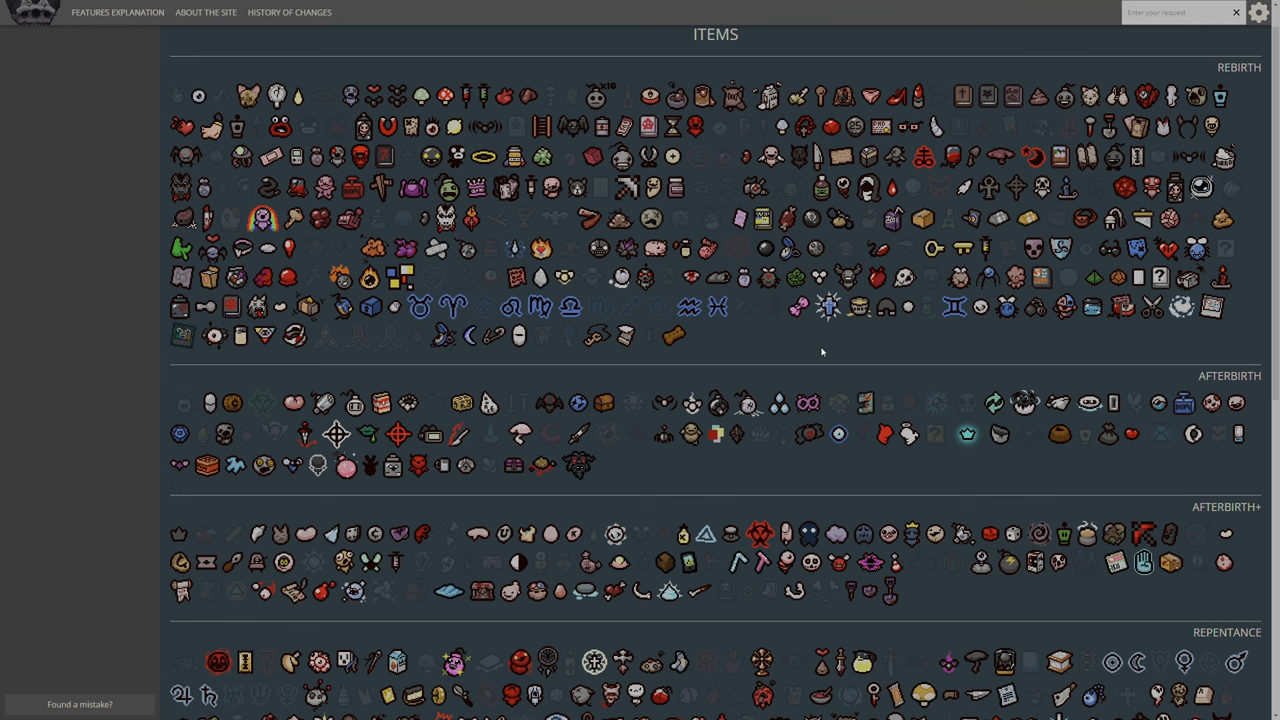 FEATURES EXPLANATION ABOUT THE SITE HISTORY OF CHANGES Enter your request
ITEMS
REBIRTH
AFTERBIRTH
AFTERBIRTH+
REPENTANCE
Found a mistake?